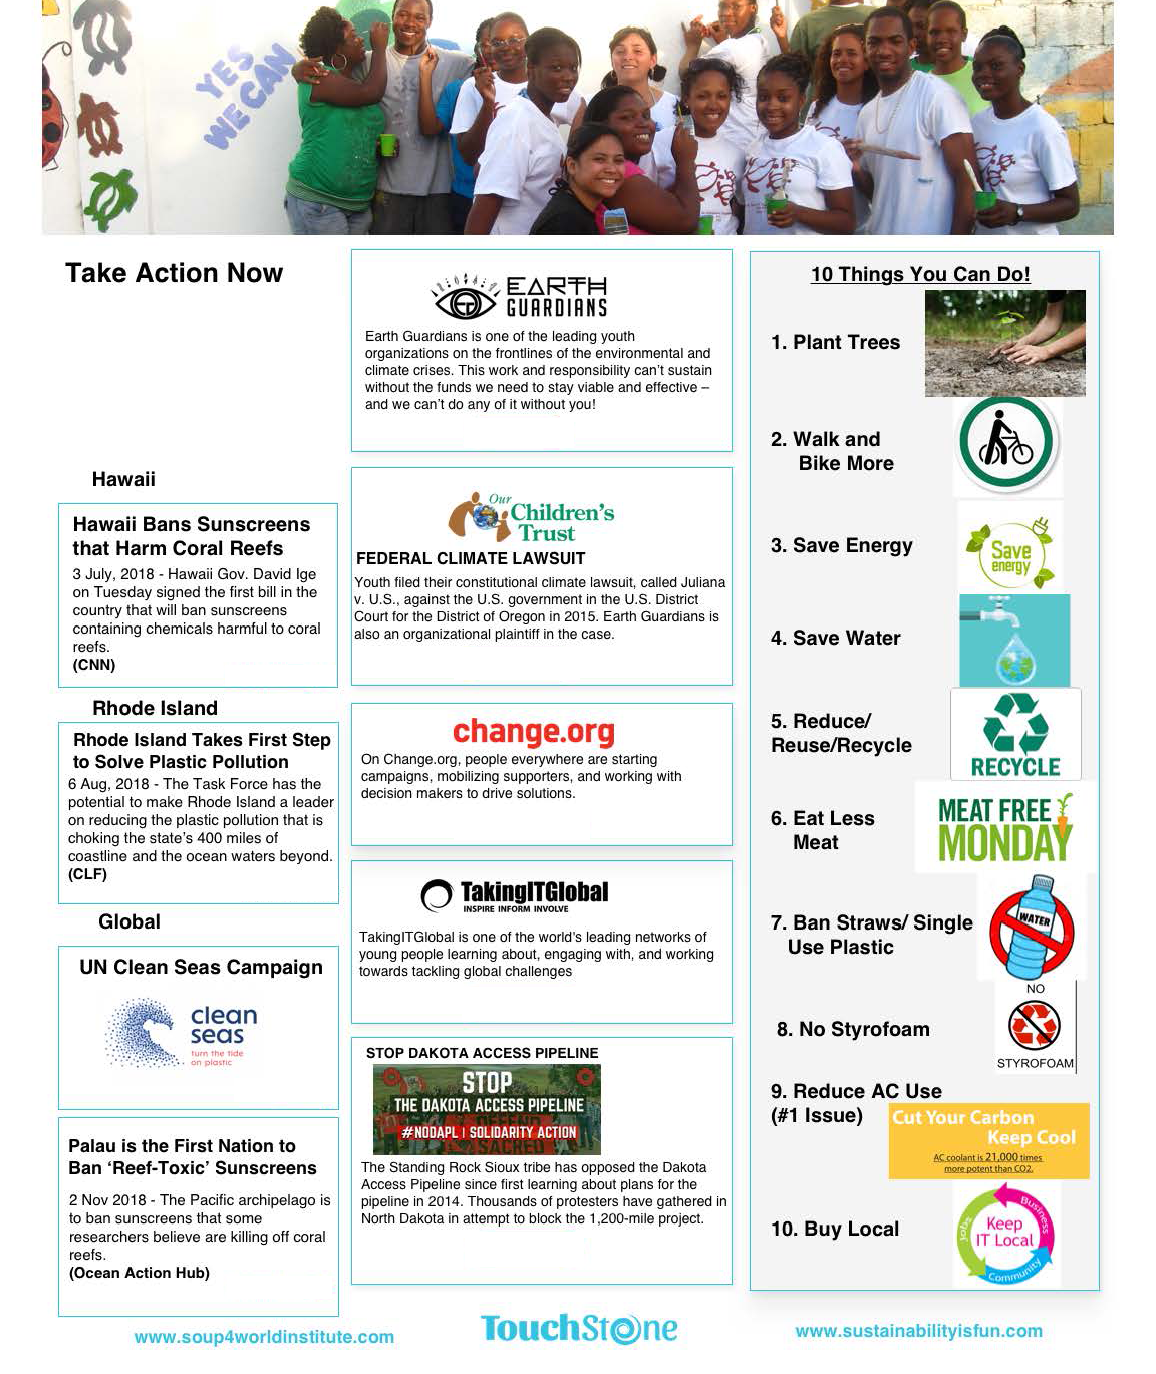 YES
WE CAN
Take Action Now
Hawaii
Hawaii Bans Sunscreens
that Harm Coral Reefs
3 July, 2018 - Hawaii Gov. David Ige
on Tuesday signed the first bill in the
country that will ban sunscreens
containing chemicals harmful to coral
reefs.
(CNN)
Rhode Island
Rhode Island Takes First Step
to Solve Plastic Pollution
6 Aug, 2018 - The Task Force has the
potential to make Rhode Island a leader
on reducing the plastic pollution that is
choking the state's 400 miles of
coastline and the ocean waters beyond.
(CLF)
Global
UN Clean Seas Campaign
clean
seas
turn the tide
on plastic
Palau is the First Nation to
Ban ‘Reef-Toxic’ Sunscreens
2 Nov 2018 - The Pacific archipelago is
to ban sunscreens that some
researchers believe are killing off coral
reefs.
(Ocean Action Hub)
www.soup4worldinstitute.com
EARTH
GUARDIANS
Earth Guardians is one of the leading youth
organizations on the frontlines of the environmental and
climate crises. This work and responsibility can’t sustain
without the funds we need to stay viable and effective –
and we can’t do any of it without you!
Our
Children's
Trust
FEDERAL CLIMATE LAWSUIT
Youth filed their constitutional climate lawsuit, called Juliana
v. U.S., against the U.S. government in the U.S. District
Court for the District of Oregon in 2015. Earth Guardians is
also an organizational plaintiff in the case.
change.org
On Change.org, people everywhere are starting
campaigns, mobilizing supporters, and working with
decision makers to drive solutions.
TakingITGlobal
INSPIRE INFORM INVOLVE
TakingITGlobal is one of the world’s leading networks of
young people learning about, engaging with, and working
towards tackling global challenges
STOP DAKOTA ACCESS PIPELINE
STOP
THE DAKOTA ACCESS PIPELINE
DEFEND
#NODAPL | SOLIDARITY ACTION
SACRED
The Standing Rock Sioux tribe has opposed the Dakota
Access Pipeline since first learning about plans for the
pipeline in 2014. Thousands of protesters have gathered in
North Dakota in attempt to block the 1,200-mile project.
TouchStone
10 Things You Can Do!
1. Plant Trees
2. Walk and
Bike More
3. Save Energy
Save
energy
4. Save Water
5. Reduce/
Reuse/Recycle
RECYCLE
6. Eat Less
Meat
MEAT FREE
MONDAY
7. Ban Straws/ Single
Use Plastic
WATER
8. No Styrofoam
NO
STYROFOAM
9. Reduce AC Use
(#1 Issue)
Cut Your Carbon
Keep Cool
AC coolant is 21,000 times
more potent than CO2.
10. Buy Local
Keep
IT Local
Jobs
Business
Community
www.sustainabilityisfun.com